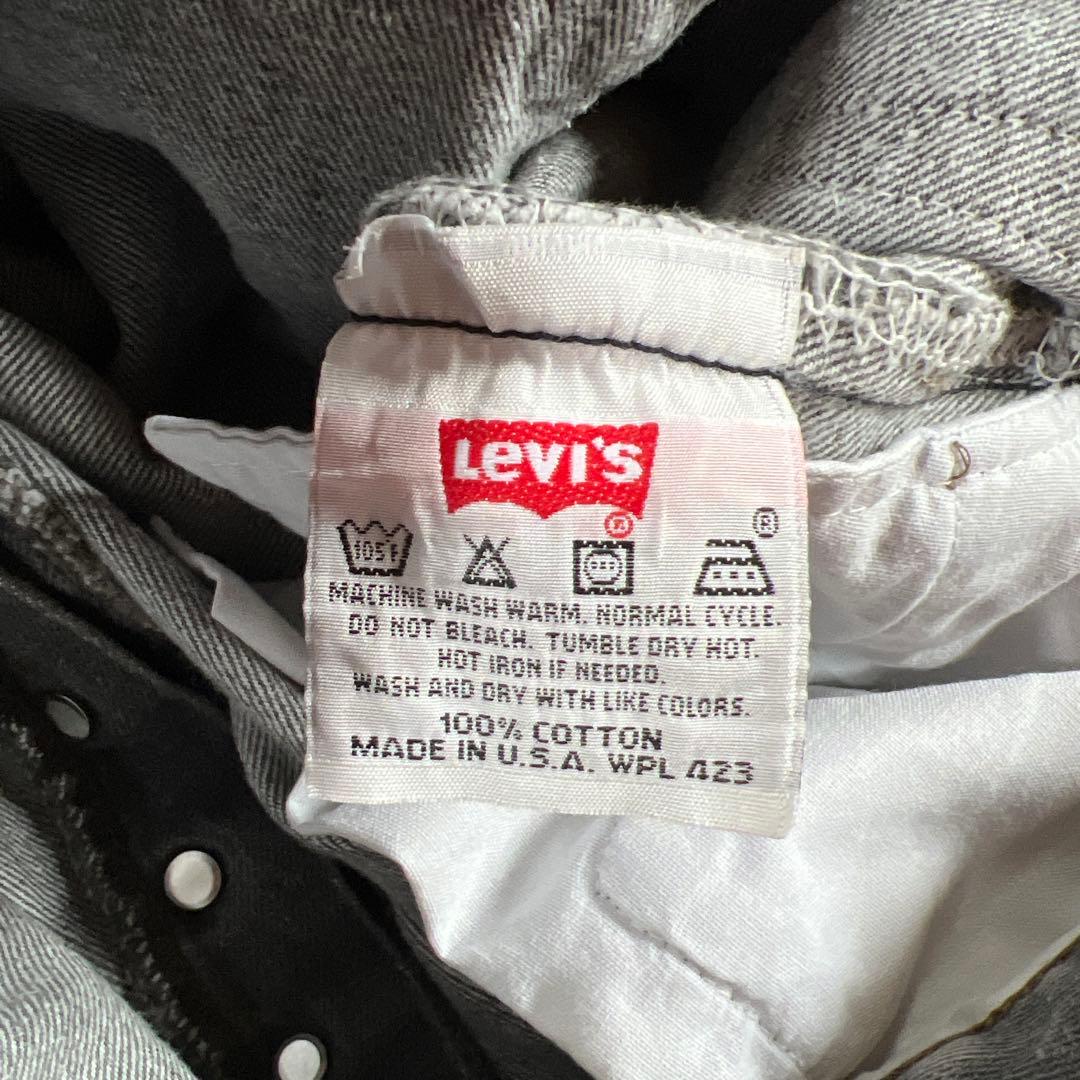 Levi's
®
105F ®
MACHINE WASH WARM. NORMAL CYCLE.
DO NOT BLEACH. TUMBLE DRY HOT.
HOT IRON IF NEEDED.
WASH AND DRY WITH LIKE COLORS.
100% COTTON
MADE IN U.S.A. WPL 423